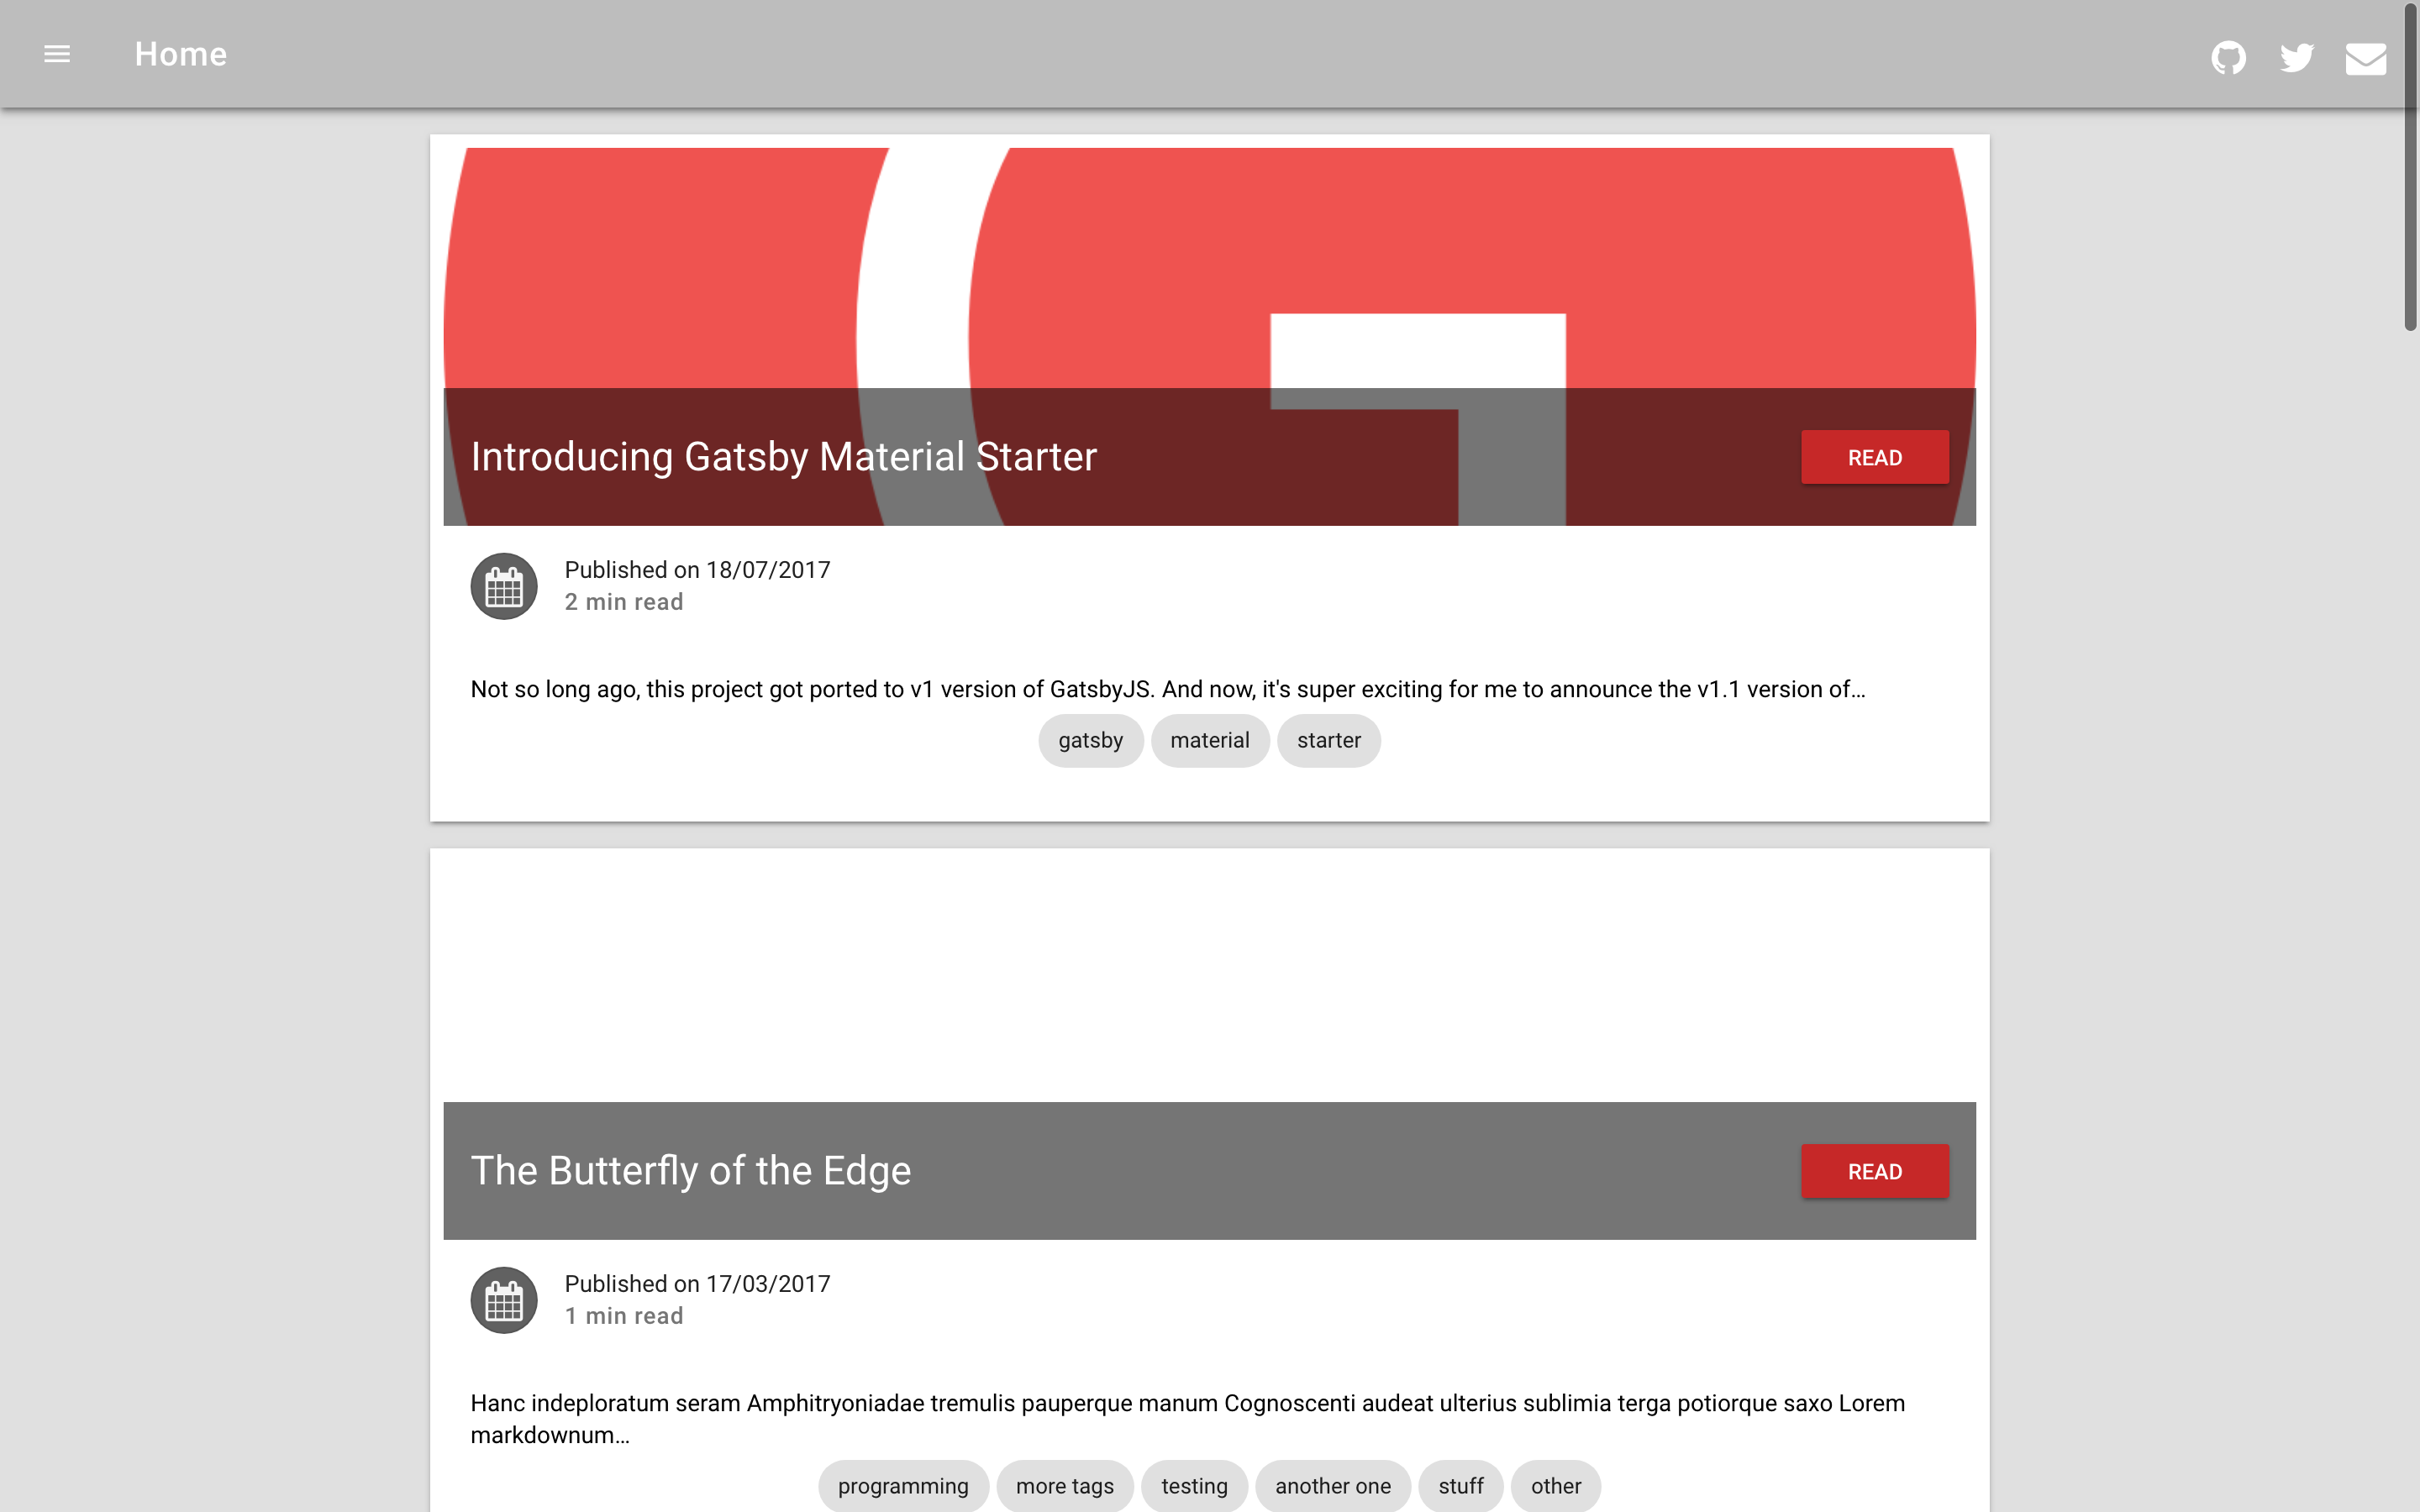 Home
Introducing Gatsby Material Starter
READ
Published on 18/07/2017
2 min read
Not so long ago, this project got ported to v1 version of GatsbyJS. And now, it's super exciting for me to announce the v1.1 version of…
gatsby material starter
The Butterfly of the Edge
READ
Published on 17/03/2017
1 min read
Hanc indeploratum seram Amphitryoniadae tremulis pauperque manum Cognoscenti audeat ulterius sublimia terga potiorque saxo Lorem
markdownum…
programming more tags testing another one stuff other